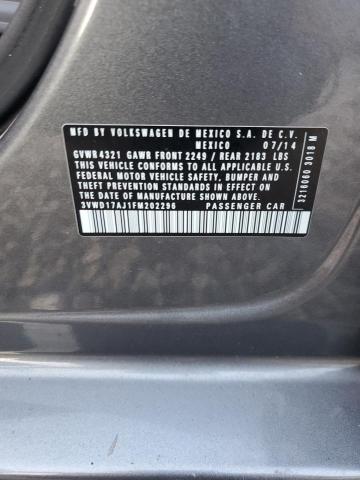 MFD BY VOLKSWAGEN DE MEXICO S.A. DE C.V.
MEXICO 07/14
GVWR 4321 GAWR FRONT 2249 / REAR 2183 LBS
THIS VEHICLE CONFORMS TO ALL APPLICABLE U.S.
FEDERAL MOTOR VEHICLE SAFETY, BUMPER AND
THEFT PREVENTION STANDARDS IN EFFECT ON
THE DATE OF MANUFACTURE SHOWN ABOVE.
3VWD17AJ1FM202296 PASSENGER CAR
3216060 3018 M